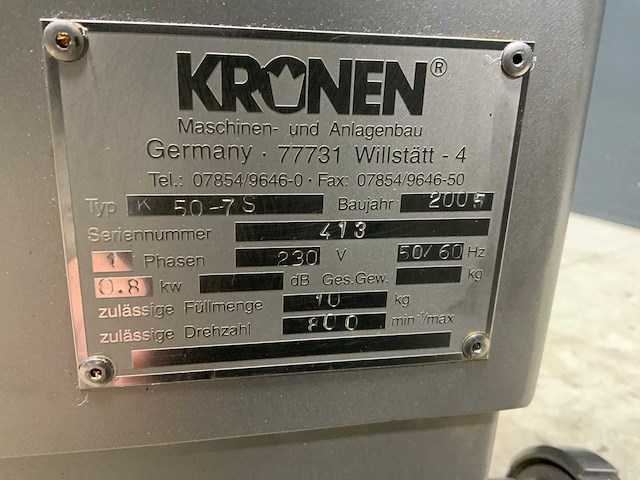 KRONEN®
Maschinen- und Anlagenbau
Germany · 77731 Willstätt - 4
Tel.: 07854/9646-0 · Fax: 07854/9646-50
Typ K 50-7S Baujahr 2005
Seriennummer 413
1 Phasen 230 V 50/60 Hz
0.8 kw dB Ges.Gew. kg
zulässige Füllmenge 10 kg
zulässige Drehzahl 800 min⁻¹/max